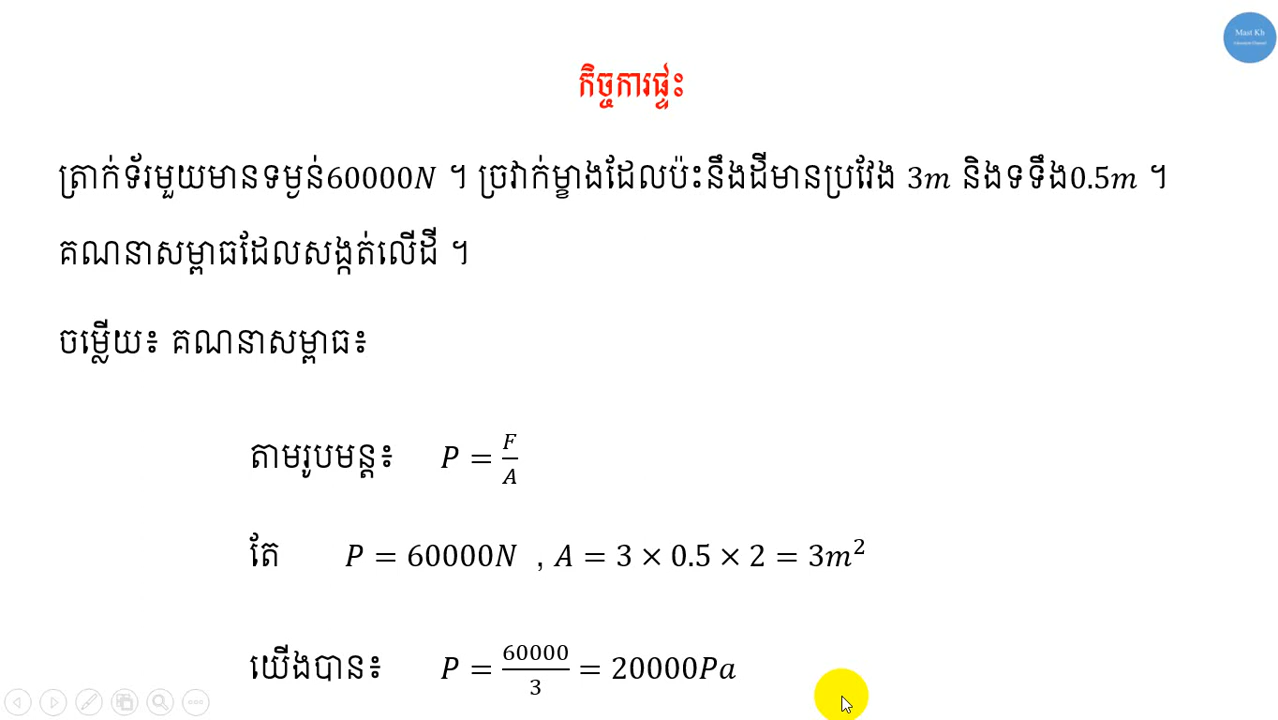 Mast Kh
កិច្ចការផ្ទះ
ត្រាក់ទ័រមួយមានទម្ងន់60000N ។ ច្រវាក់ម្ខាងដែលប៉ះនឹងដីមានប្រវែង 3m និងទទឹង0.5m ។
គណនាសម្ពាធដែលសង្កត់លើដី ។
ចម្លើយ៖ គណនាសម្ពាធ៖
តាមរូបមន្ត៖ P = F/A
តែ P = 60000N , A = 3 × 0.5 × 2 = 3m²
យើងបាន៖ P = 60000/3 = 20000Pa